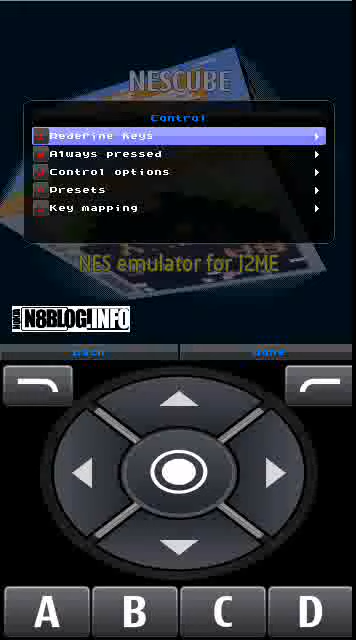 NESCUBE
Control
Redefine Keys
Always pressed
Control options
Presets
Key mapping
NES emulator for J2ME
N8BLOG.INFO
Back Done
A B C D